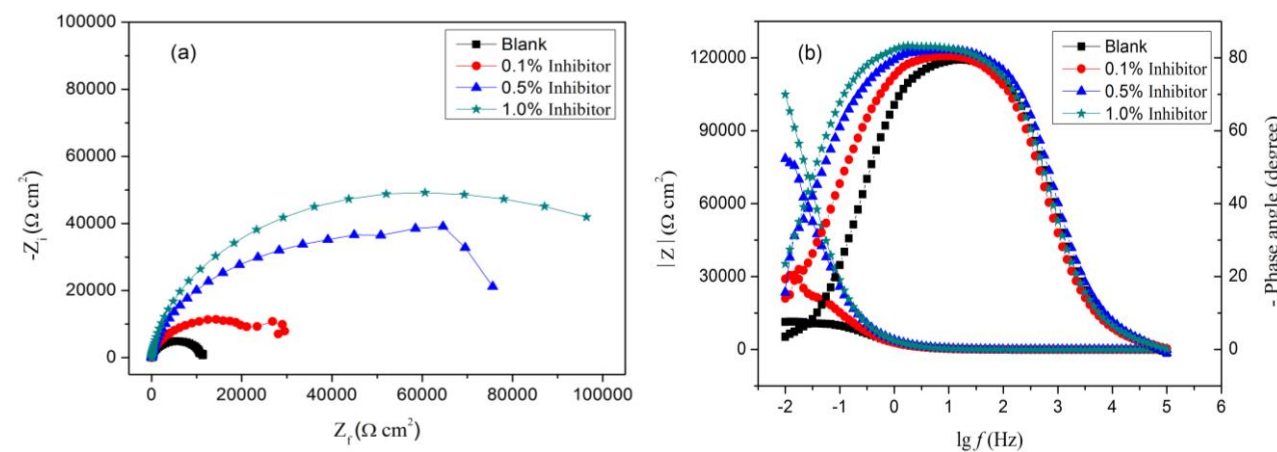 (a)
Blank
0.1% Inhibitor
0.5% Inhibitor
1.0% Inhibitor
100000
80000
60000
40000
20000
0
-Zi (Ω cm²)
0 20000 40000 60000 80000 100000
Zf (Ω cm²)
(b)
Blank
0.1% Inhibitor
0.5% Inhibitor
1.0% Inhibitor
120000
90000
60000
30000
0
|Z| (Ω cm²)
80
60
40
20
0
- Phase angle (degree)
-2 -1 0 1 2 3 4 5 6
lg f (Hz)